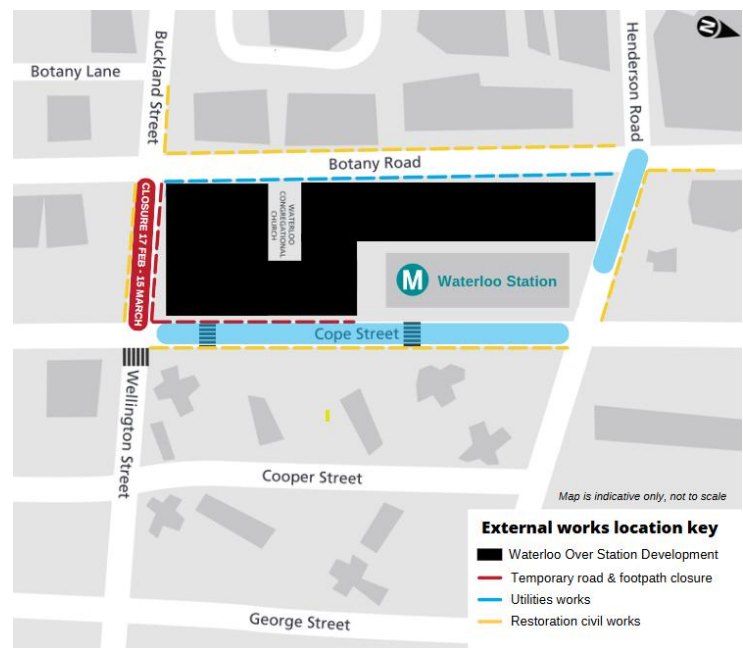 Botany Lane
Buckland Street
Henderson Road
N
Botany Road
CLOSURE 17 FEB - 15 MARCH
WATERLOO
CONGREGATIONAL
CHURCH
M Waterloo Station
Cope Street
Wellington Street
Cooper Street
Map is indicative only, not to scale
External works location key
Waterloo Over Station Development
Temporary road & footpath closure
Utilities works
Restoration civil works
George Street